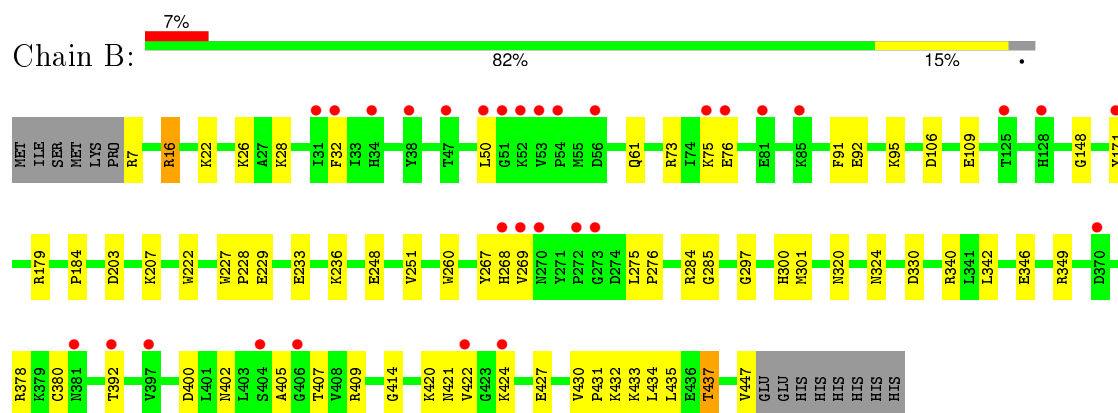 7%
Chain B:
82% 15%
MET ILE SER MET LYS PRO R7 R16 K22 K26 A27 K28 I31 F32 I33 H34 Y38 T47 L50 G51 K52 V53 P54 M55 D56 Q61 R73 I74 K75 E76 E81 K85 F91 E92 K95 D106 E109 T125 H128 G148 Y171
R179 P184 D203 K207 W222 W227 P228 E229 E233 K236 E248 V251 W260 Y267 H268 V269 N270 Y271 P272 G273 D274 L275 P276 R284 G285 G297 H300 M301 N320 N324 D330 R340 L341 L342 E346 R349 D370
R378 K379 C380 N381 T392 V397 D400 L401 N402 L403 S404 A405 G406 T407 V408 R409 G414 K420 N421 V422 G423 K424 E427 V430 P431 K432 K433 L434 L435 E436 T437 V447 GLU GLU HIS HIS HIS HIS HIS HIS